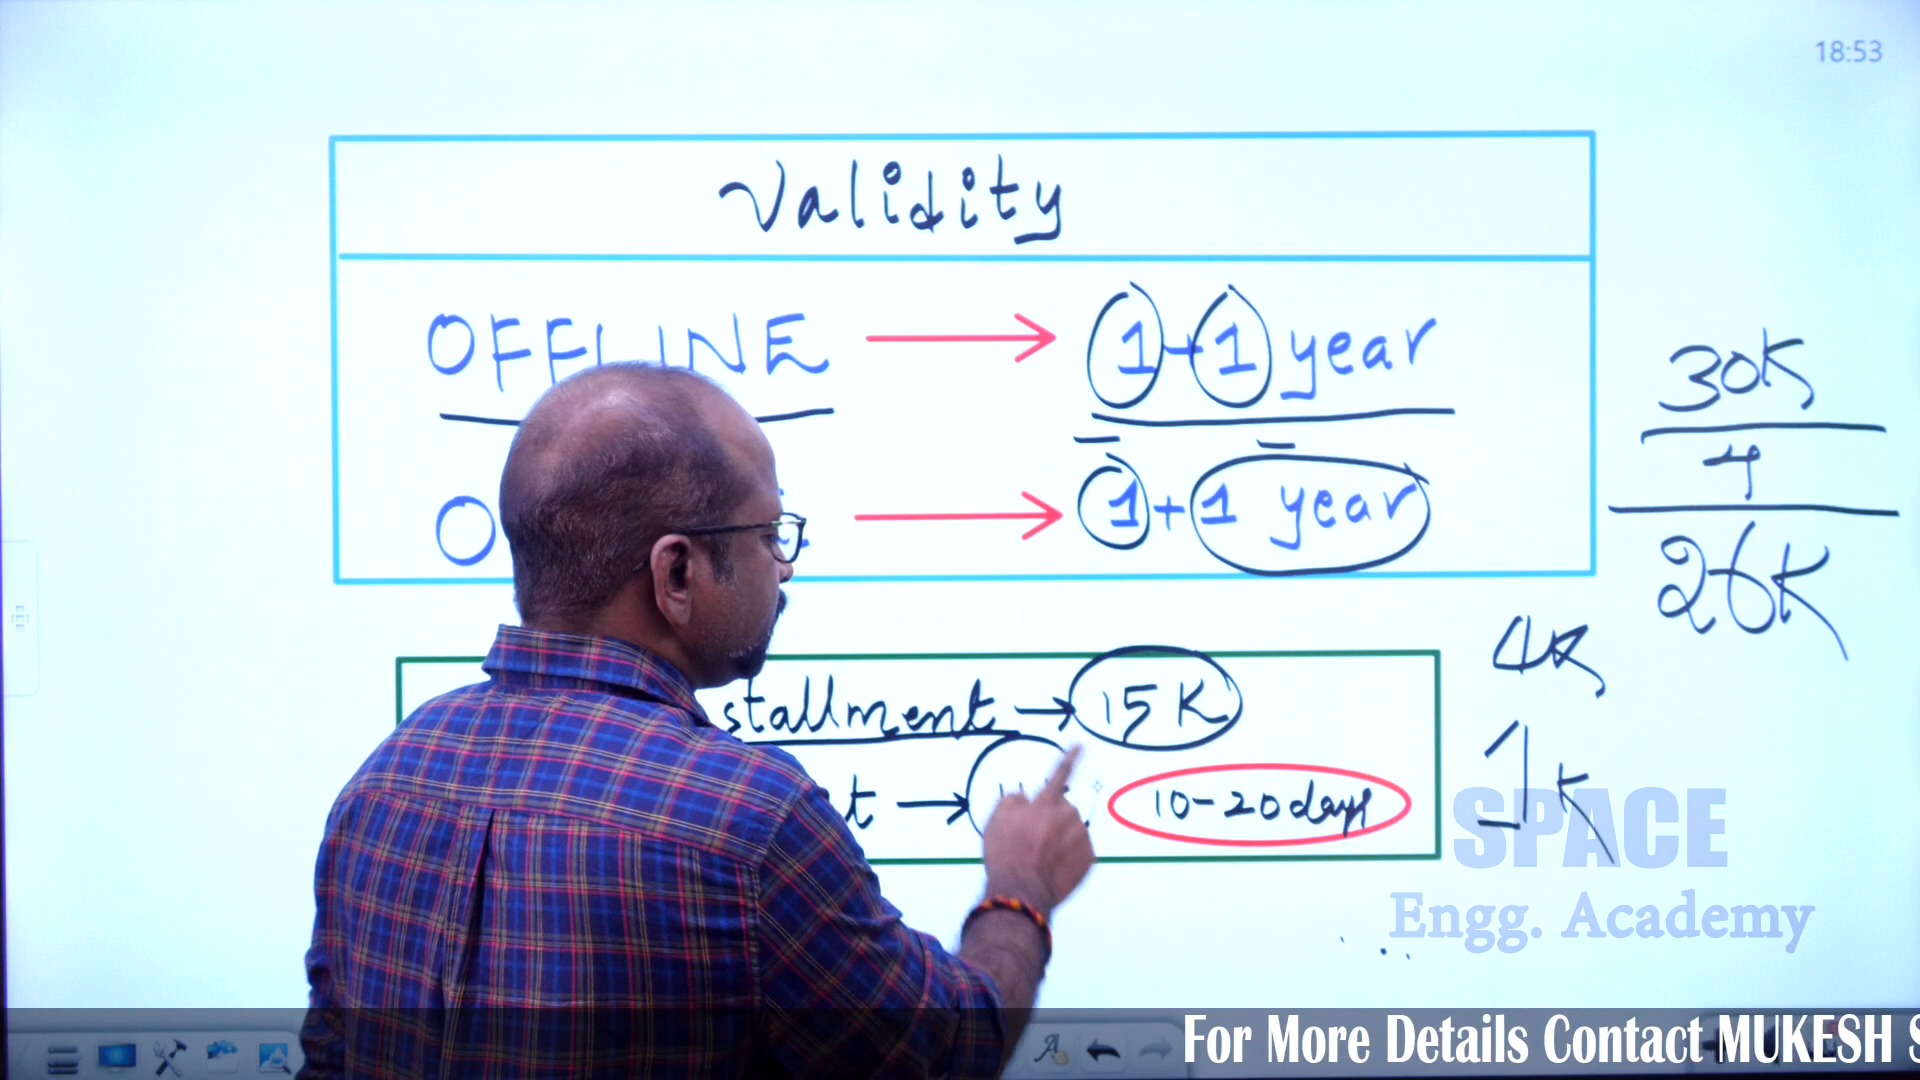 18:53
Validity
OFFLINE → 1+1 year
→ 1 + 1 year
30K
4
26K
4K
1K
stallment → 15K
t → 10-20 days
SPACE
Engg. Academy
For More Details Contact MUKESH S